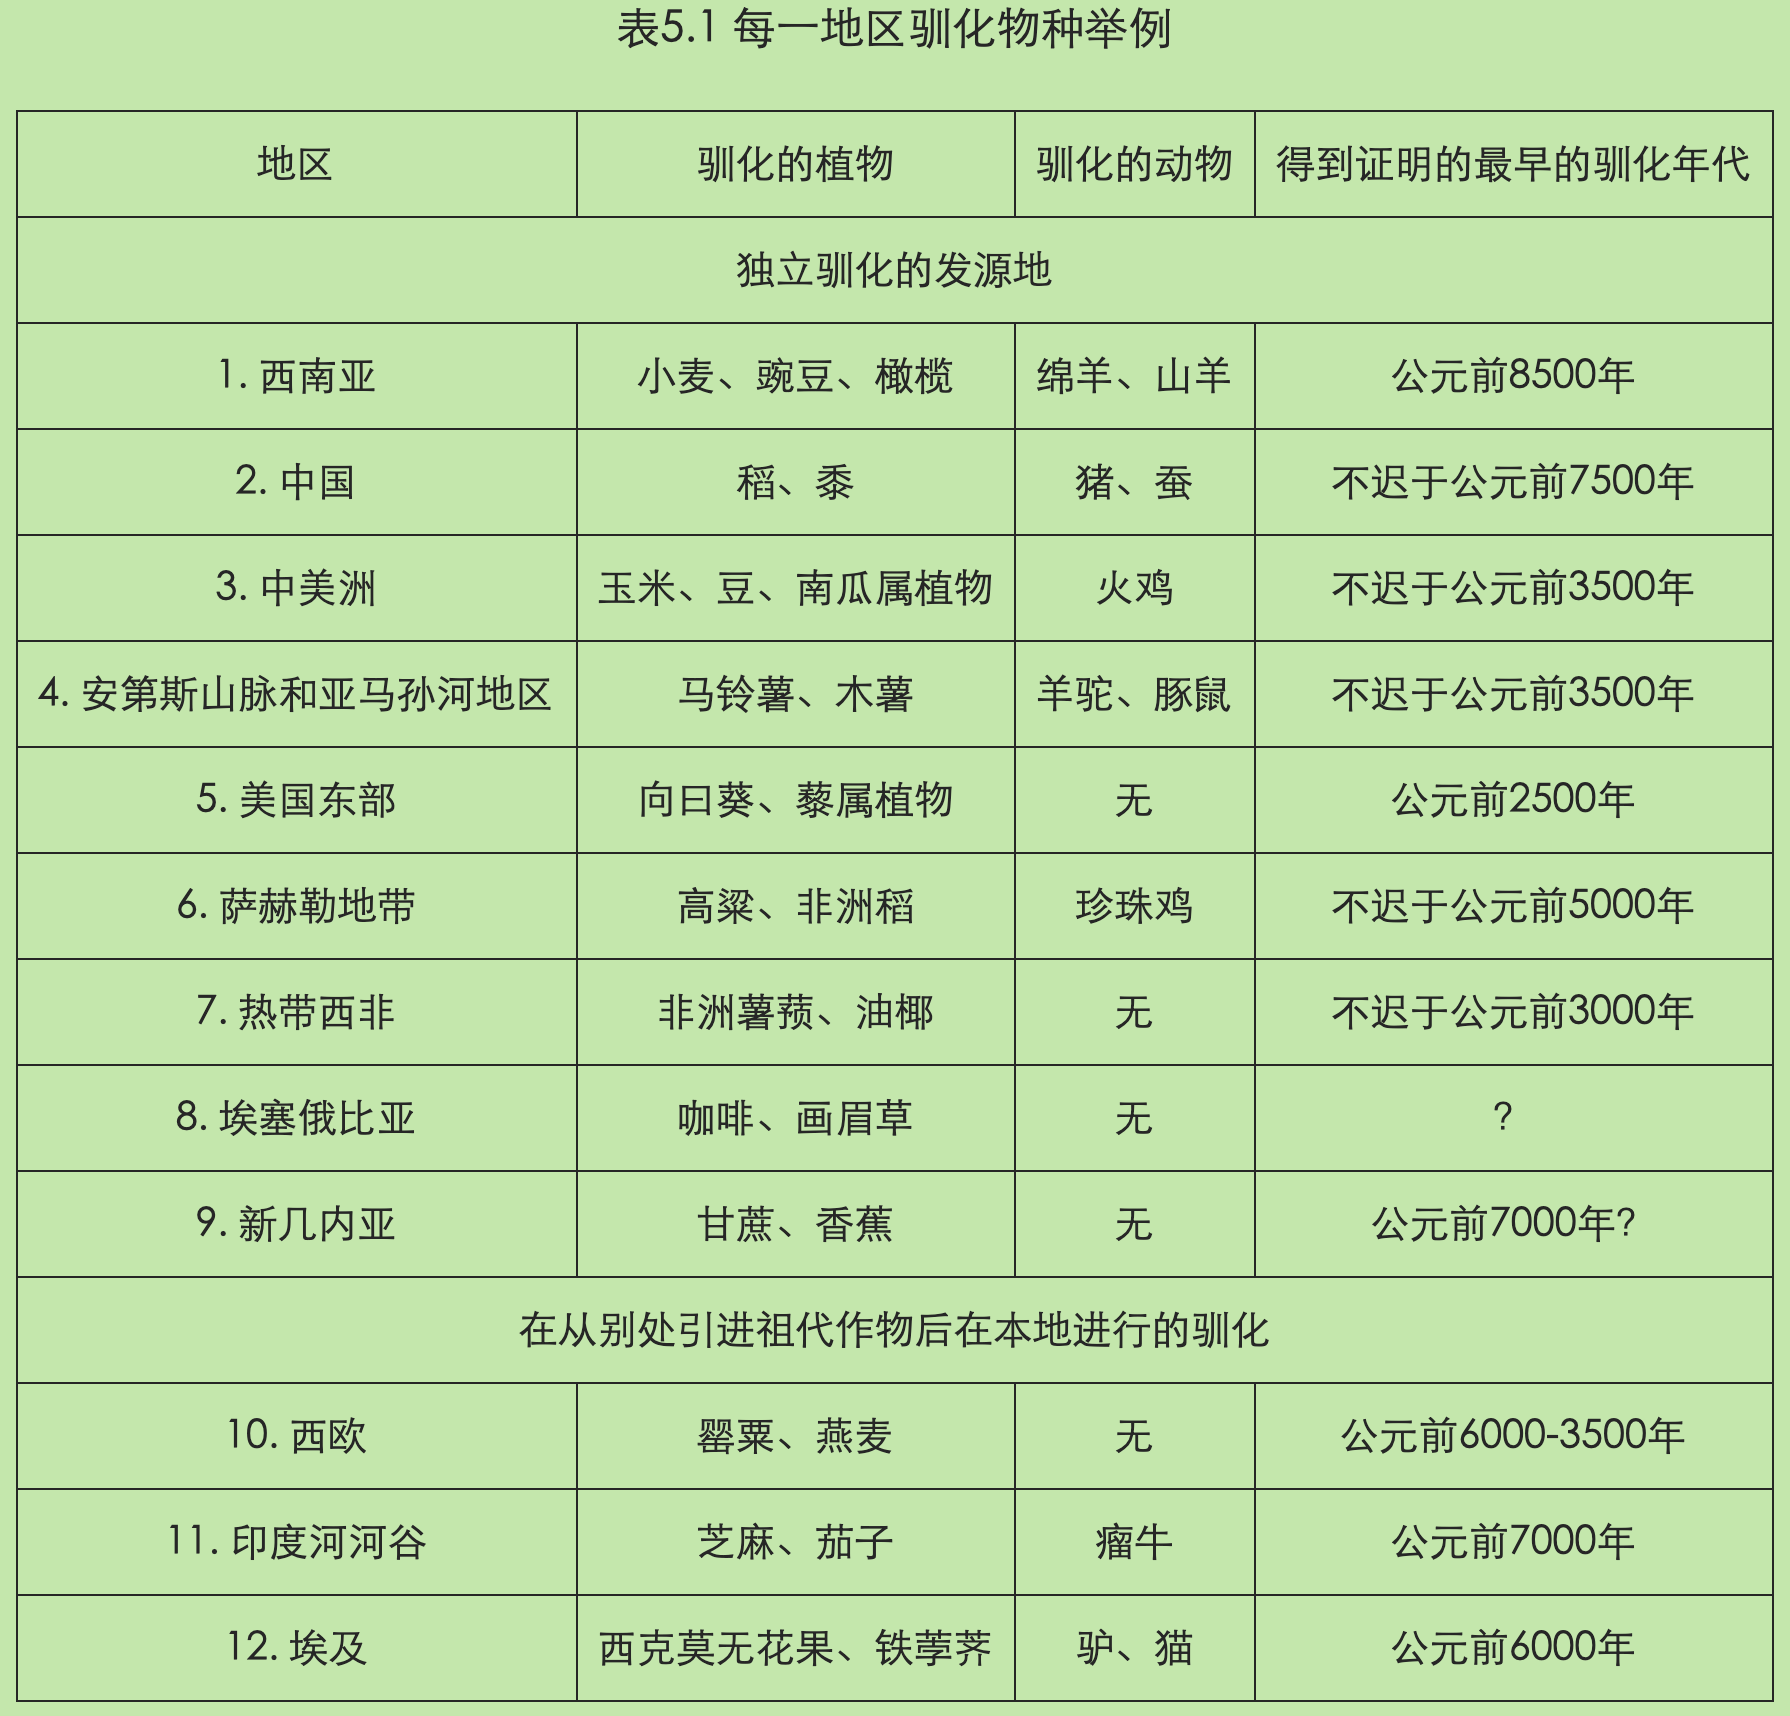 表5.1 每一地区驯化物种举例
地区 驯化的植物 驯化的动物 得到证明的最早的驯化年代
独立驯化的发源地
1. 西南亚 小麦、豌豆、橄榄 绵羊、山羊 公元前8500年
2. 中国 稻、黍 猪、蚕 不迟于公元前7500年
3. 中美洲 玉米、豆、南瓜属植物 火鸡 不迟于公元前3500年
4. 安第斯山脉和亚马孙河地区 马铃薯、木薯 羊驼、豚鼠 不迟于公元前3500年
5. 美国东部 向日葵、藜属植物 无 公元前2500年
6. 萨赫勒地带 高粱、非洲稻 珍珠鸡 不迟于公元前5000年
7. 热带西非 非洲薯蓣、油椰 无 不迟于公元前3000年
8. 埃塞俄比亚 咖啡、画眉草 无 ?
9. 新几内亚 甘蔗、香蕉 无 公元前7000年?
在从别处引进祖代作物后在本地进行的驯化
10. 西欧 罂粟、燕麦 无 公元前6000-3500年
11. 印度河河谷 芝麻、茄子 瘤牛 公元前7000年
12. 埃及 西克莫无花果、铁荸荠 驴、猫 公元前6000年